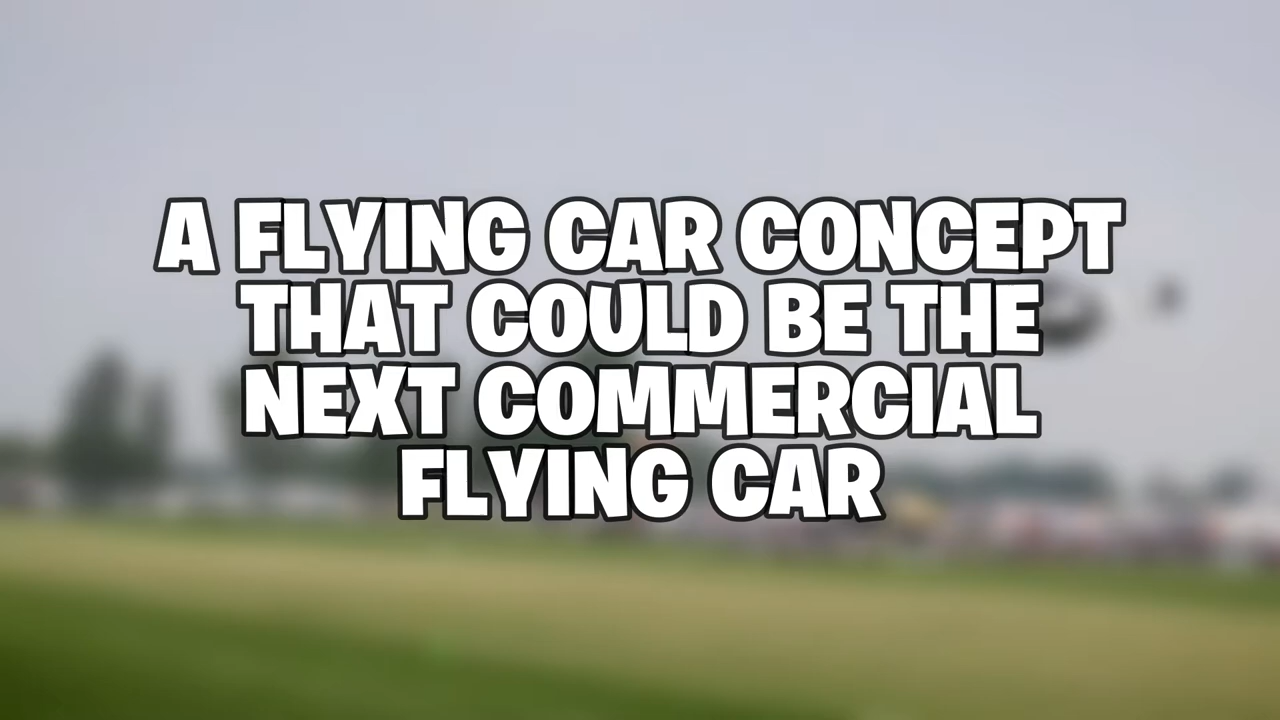 A FLYING CAR CONCEPT
THAT COULD BE THE
NEXT COMMERCIAL
FLYING CAR